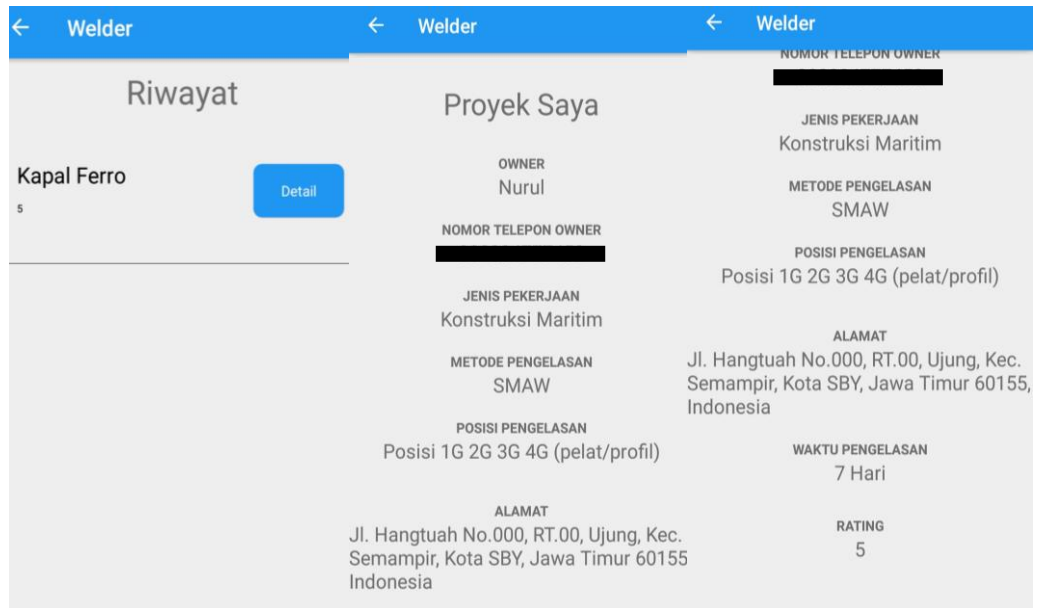 Welder
Riwayat
Kapal Ferro
5
Detail
Welder
Proyek Saya
OWNER
Nurul
NOMOR TELEPON OWNER
JENIS PEKERJAAN
Konstruksi Maritim
METODE PENGELASAN
SMAW
POSISI PENGELASAN
Posisi 1G 2G 3G 4G (pelat/profil)
ALAMAT
Jl. Hangtuah No.000, RT.00, Ujung, Kec.
Semampir, Kota SBY, Jawa Timur 60155
Indonesia
Welder
NOMOR TELEPON OWNER
JENIS PEKERJAAN
Konstruksi Maritim
METODE PENGELASAN
SMAW
POSISI PENGELASAN
Posisi 1G 2G 3G 4G (pelat/profil)
ALAMAT
Jl. Hangtuah No.000, RT.00, Ujung, Kec.
Semampir, Kota SBY, Jawa Timur 60155,
Indonesia
WAKTU PENGELASAN
7 Hari
RATING
5